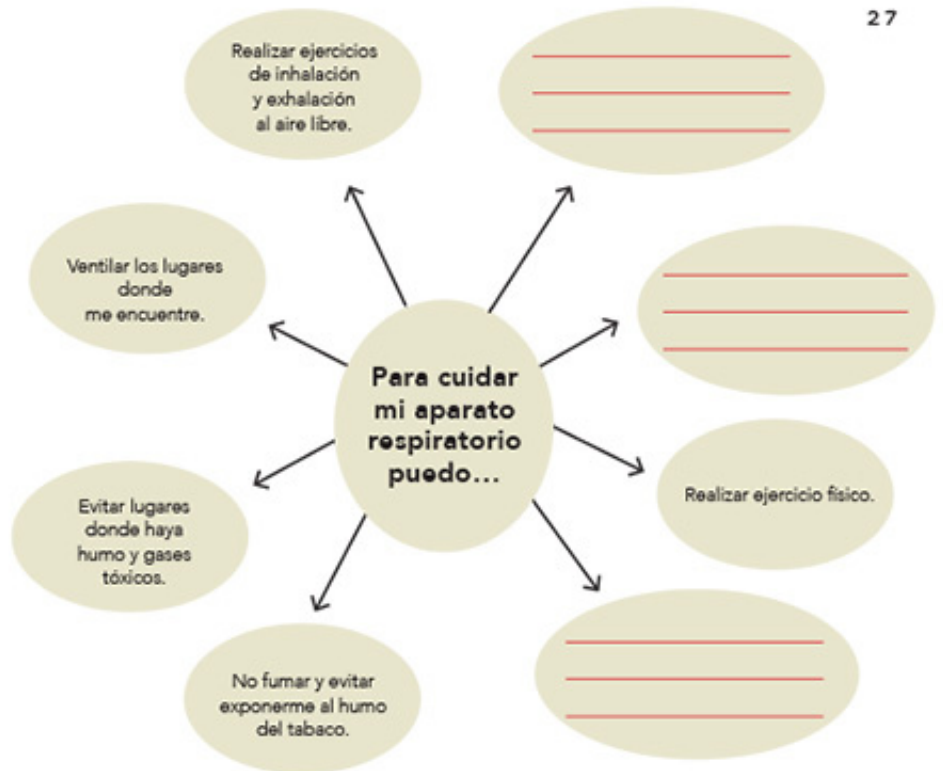 27
Realizar ejercicios
de inhalación
y exhalación
al aire libre.
Ventilar los lugares
donde
me encuentre.
Para cuidar
mi aparato
respiratorio
puedo...
Evitar lugares
donde haya
humo y gases
tóxicos.
Realizar ejercicio físico.
No fumar y evitar
exponerme al humo
del tabaco.